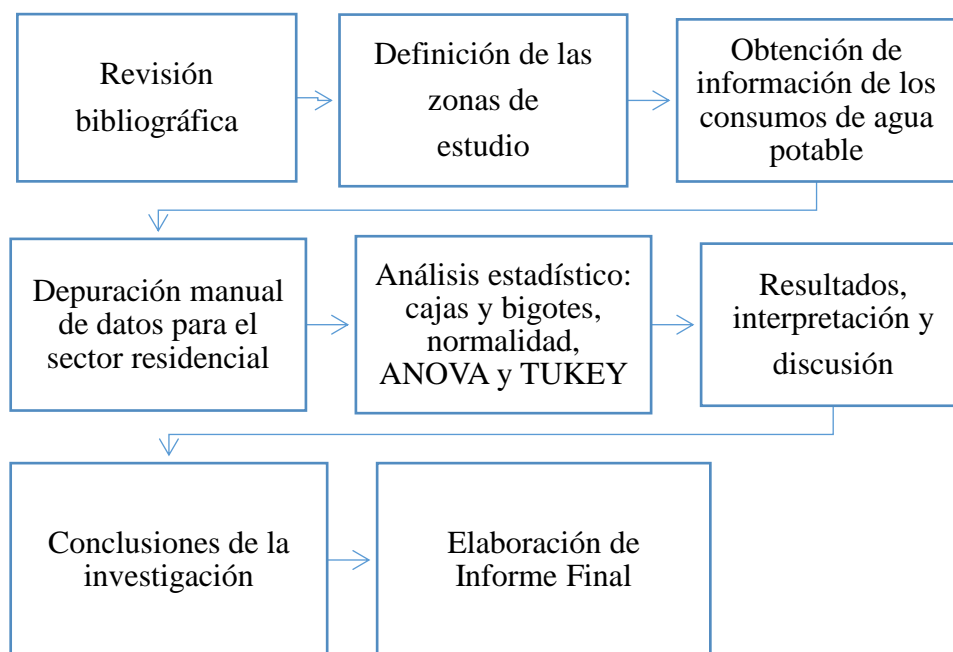 Revisión
bibliográfica
Definición de las
zonas de
estudio
Obtención de
información de los
consumos de agua
potable
Depuración manual
de datos para el
sector residencial
Análisis estadístico:
cajas y bigotes,
normalidad,
ANOVA y TUKEY
Resultados,
interpretación y
discusión
Conclusiones de la
investigación
Elaboración de
Informe Final